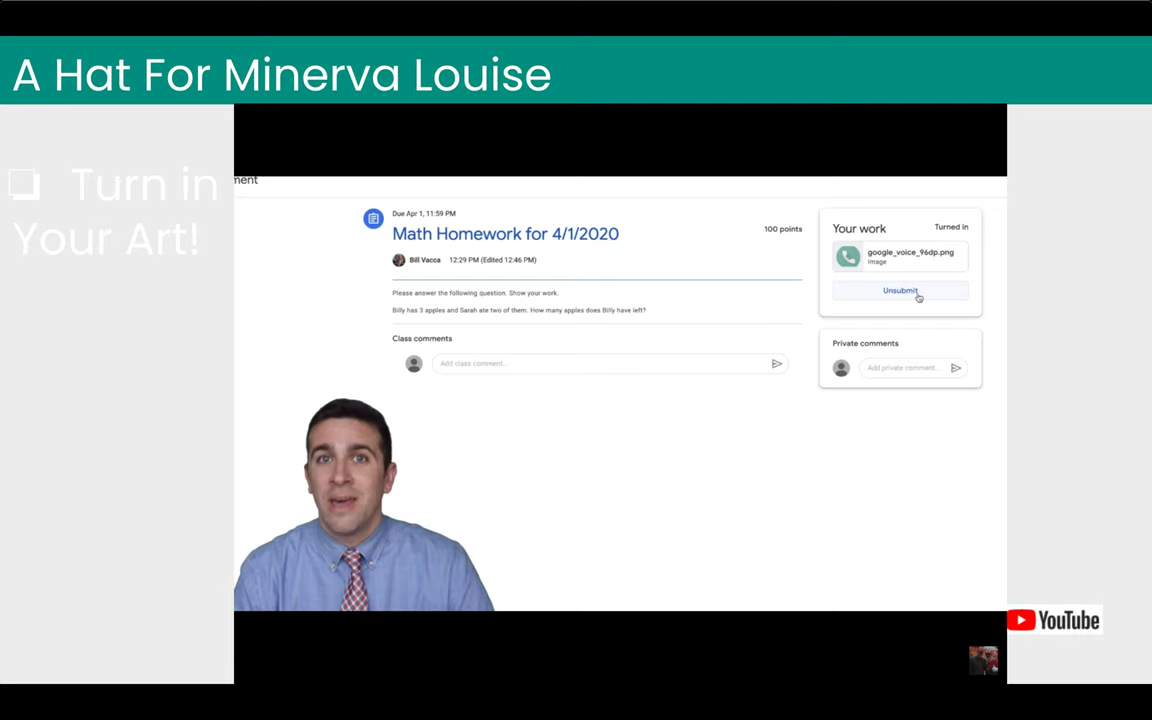 A Hat For Minerva Louise
Turn in
Your Art!
ment
Due Apr 1, 11:59 PM
Math Homework for 4/1/2020
100 points
Bill Vacca 12:29 PM (Edited 12:46 PM)
Please answer the following question. Show your work.
Billy has 3 apples and Sarah ate two of them. How many apples does Billy have left?
Class comments
Add class comment...
Your work
Turned in
google_voice_96dp.png
Image
Unsubmit
Private comments
Add private comment...
YouTube